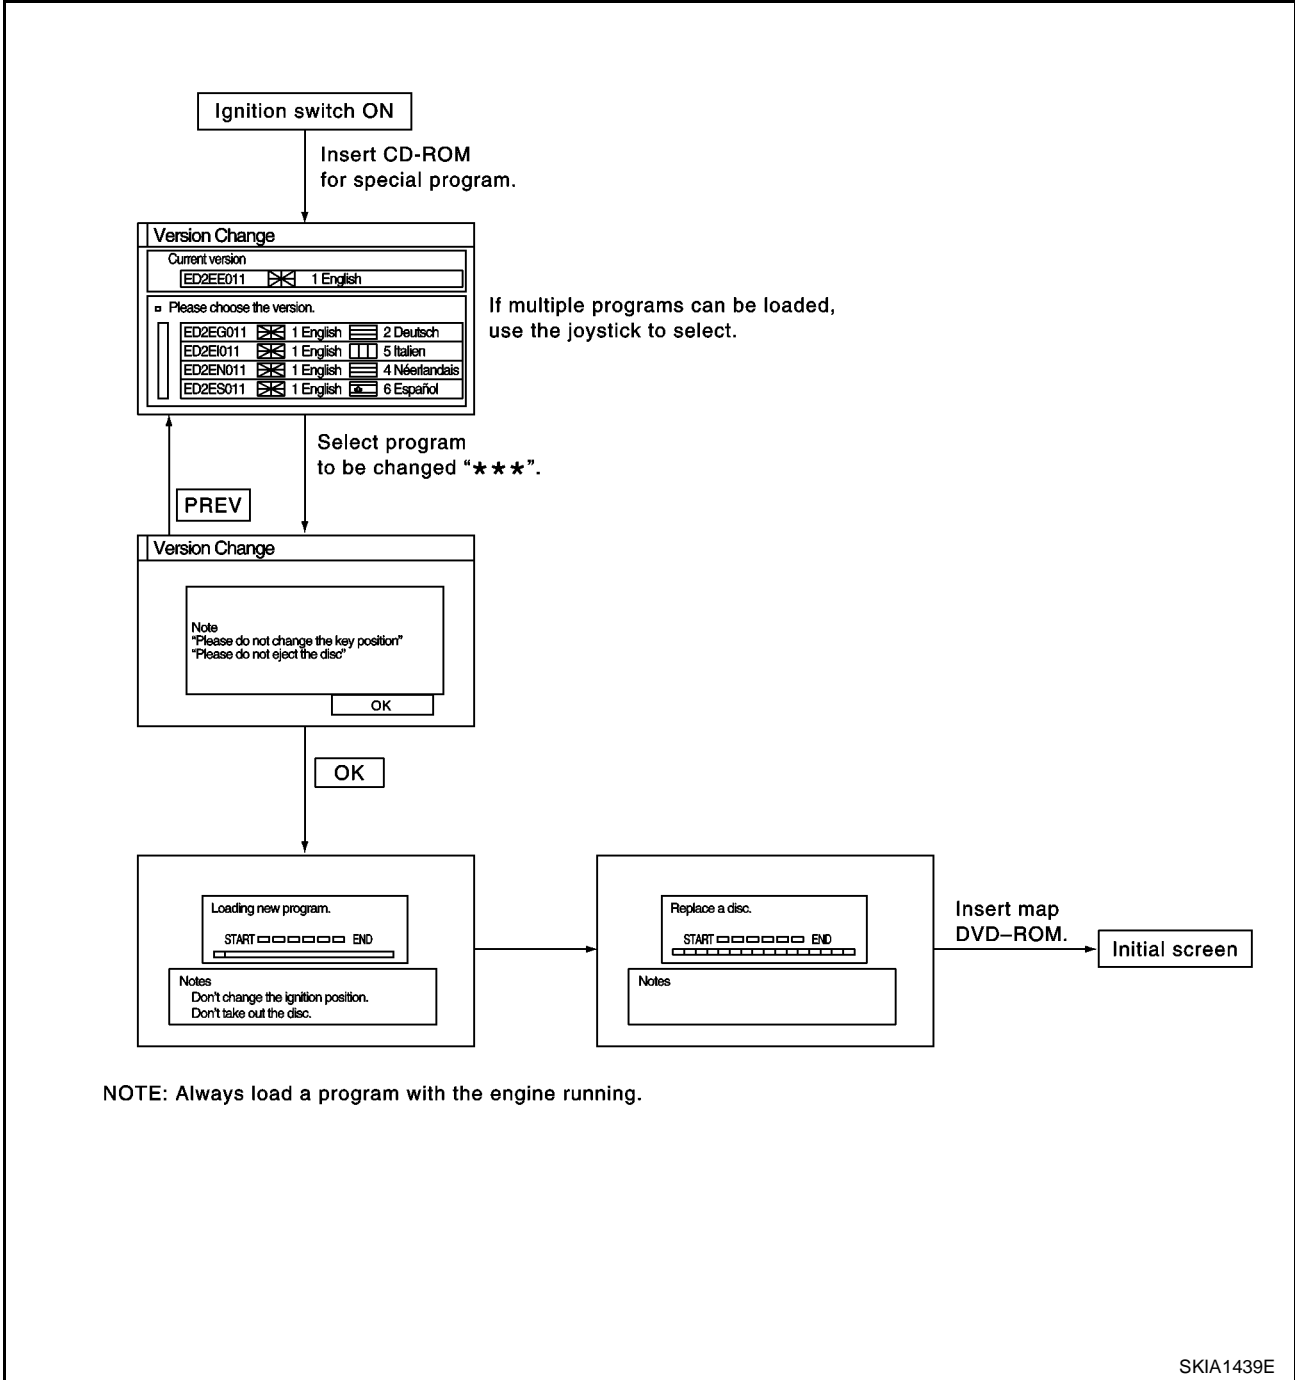 Ignition switch ON
Insert CD-ROM
for special program.
Version Change
Current version
ED2EE011 1 English
Please choose the version.
ED2EG011 1 English 2 Deutsch
ED2EI011 1 English 5 Italien
ED2EN011 1 English 4 Néerlandais
ED2ES011 1 English 6 Español
If multiple programs can be loaded,
use the joystick to select.
Select program
to be changed “★★★”.
PREV
Version Change
Note
“Please do not change the key position”
“Please do not eject the disc”
OK
OK
Loading new program.
START END
Notes
Don't change the ignition position.
Don't take out the disc.
Replace a disc.
START END
Notes
Insert map
DVD–ROM.
Initial screen
NOTE: Always load a program with the engine running.
SKIA1439E